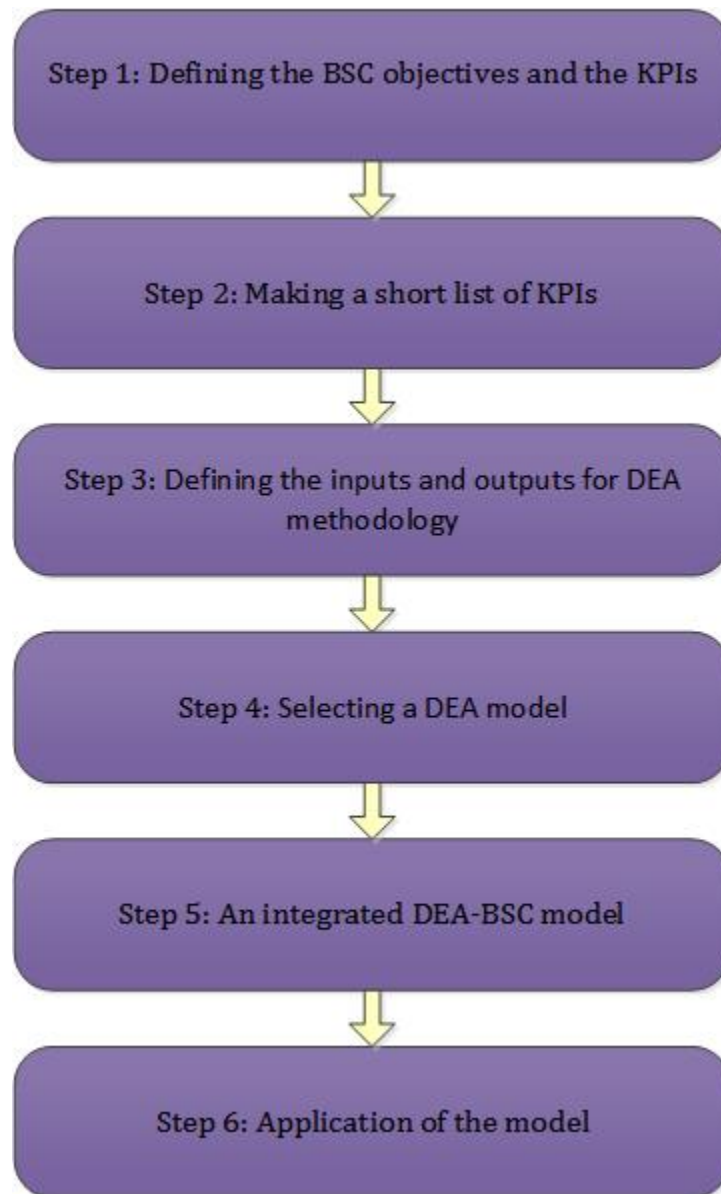 Step 1: Defining the BSC objectives and the KPIs
Step 2: Making a short list of KPIs
Step 3: Defining the inputs and outputs for DEA
methodology
Step 4: Selecting a DEA model
Step 5: An integrated DEA-BSC model
Step 6: Application of the model